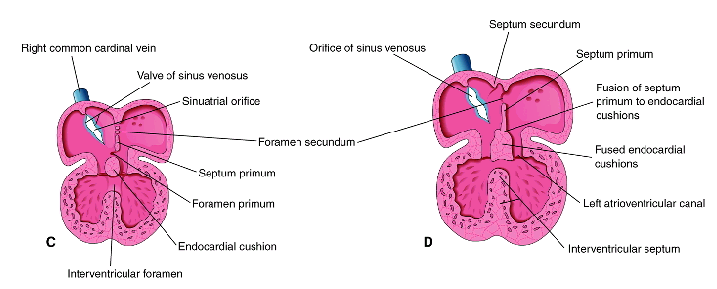 Septum secundum
Right common cardinal vein
Orifice of sinus venosus
Septum primum
Valve of sinus venosus
Fusion of septum
primum to endocardial
cushions
Sinuatrial orifice
Foramen secundum
Fused endocardial
cushions
Septum primum
Foramen primum
Left atrioventricular canal
C
Endocardial cushion
D
Interventricular septum
Interventricular foramen